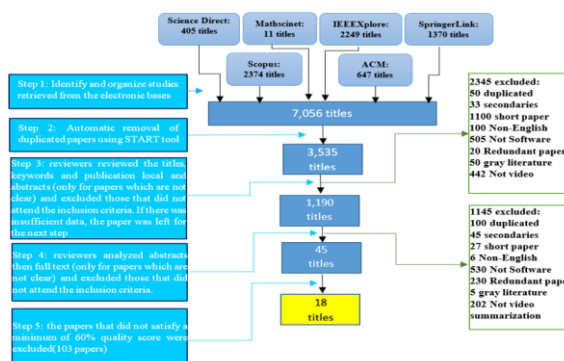 Science Direct:
405 titles
Mathscinet:
11 titles
IEEEXplore:
2249 titles
SpringerLink:
1370 titles
Scopus:
2374 titles
ACM:
647 titles
Step 1: Identify and organize studies
retrieved from the electronic bases
7,056 titles
Step 2: Automatic removal of
duplicated papers using START tool
3,535
titles
Step 3: reviewers reviewed the titles,
keywords and publication local and
abstracts (only for papers which are not
clear) and excluded those that did not
attend the inclusion criteria. If there was
insufficient data, the paper was left for
the next step
2345 excluded:
50 duplicated
33 secondaries
1100 short paper
100 Non-English
505 Not Software
20 Redundant paper
50 gray literature
442 Not video
1,190
titles
Step 4: reviewers analyzed abstracts
then full text (only for papers which are
not clear) and excluded those that did
not attend the inclusion criteria.
45
titles
1145 excluded:
100 duplicated
45 secondaries
27 short paper
6 Non-English
530 Not Software
230 Redundant pape
5 gray literature
202 Not video
summarization
18
titles
Step 5: the papers that did not satisfy a
minimum of 60% quality score were
excluded(103 papers)